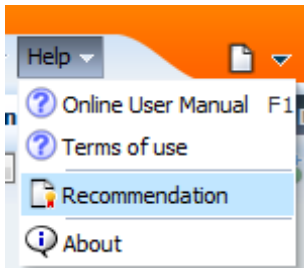 Help
Online User Manual F1
Terms of use
Recommendation
About